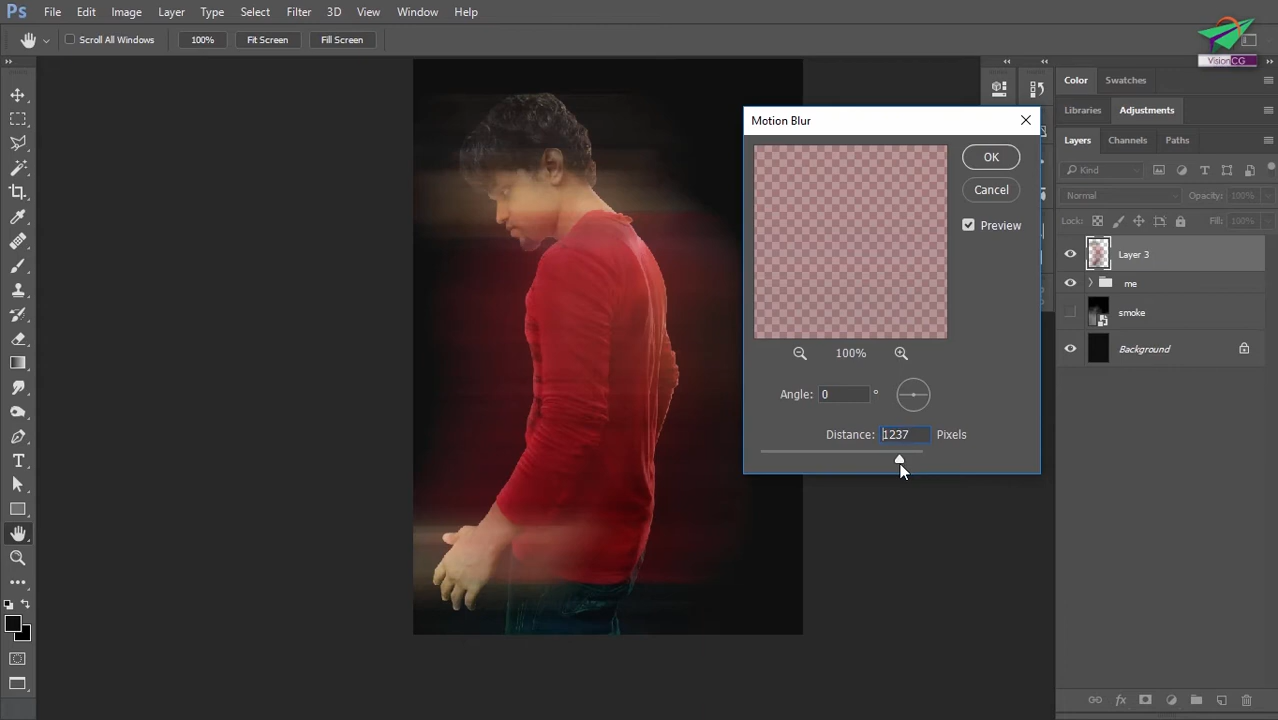 Ps File Edit Image Layer Type Select Filter 3D View Window Help
Scroll All Windows 100% Fit Screen Fill Screen
VisionCG
Color Swatches
Libraries Adjustments
Layers Channels Paths
Kind
Normal Opacity: 100%
Lock: Fill: 100%
Layer 3
me
smoke
Background
Motion Blur
OK
Cancel
Preview
100%
Angle: 0 °
Distance: 1237 Pixels